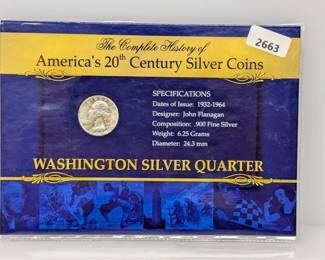 The Complete History of
America's 20th Century Silver Coins
2663
SPECIFICATIONS
Dates of Issue: 1932-1964
Designer: John Flanagan
Composition: .900 Fine Silver
Weight: 6.25 Grams
Diameter: 24.3 mm
WASHINGTON SILVER QUARTER